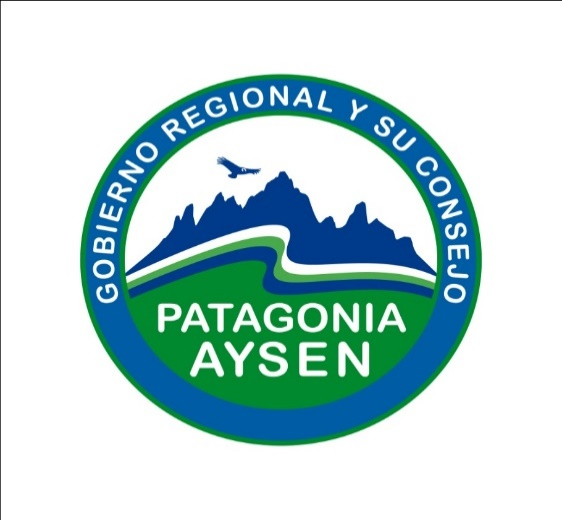 GOBIERNO REGIONAL Y SU CONSEJO
PATAGONIA
AYSEN